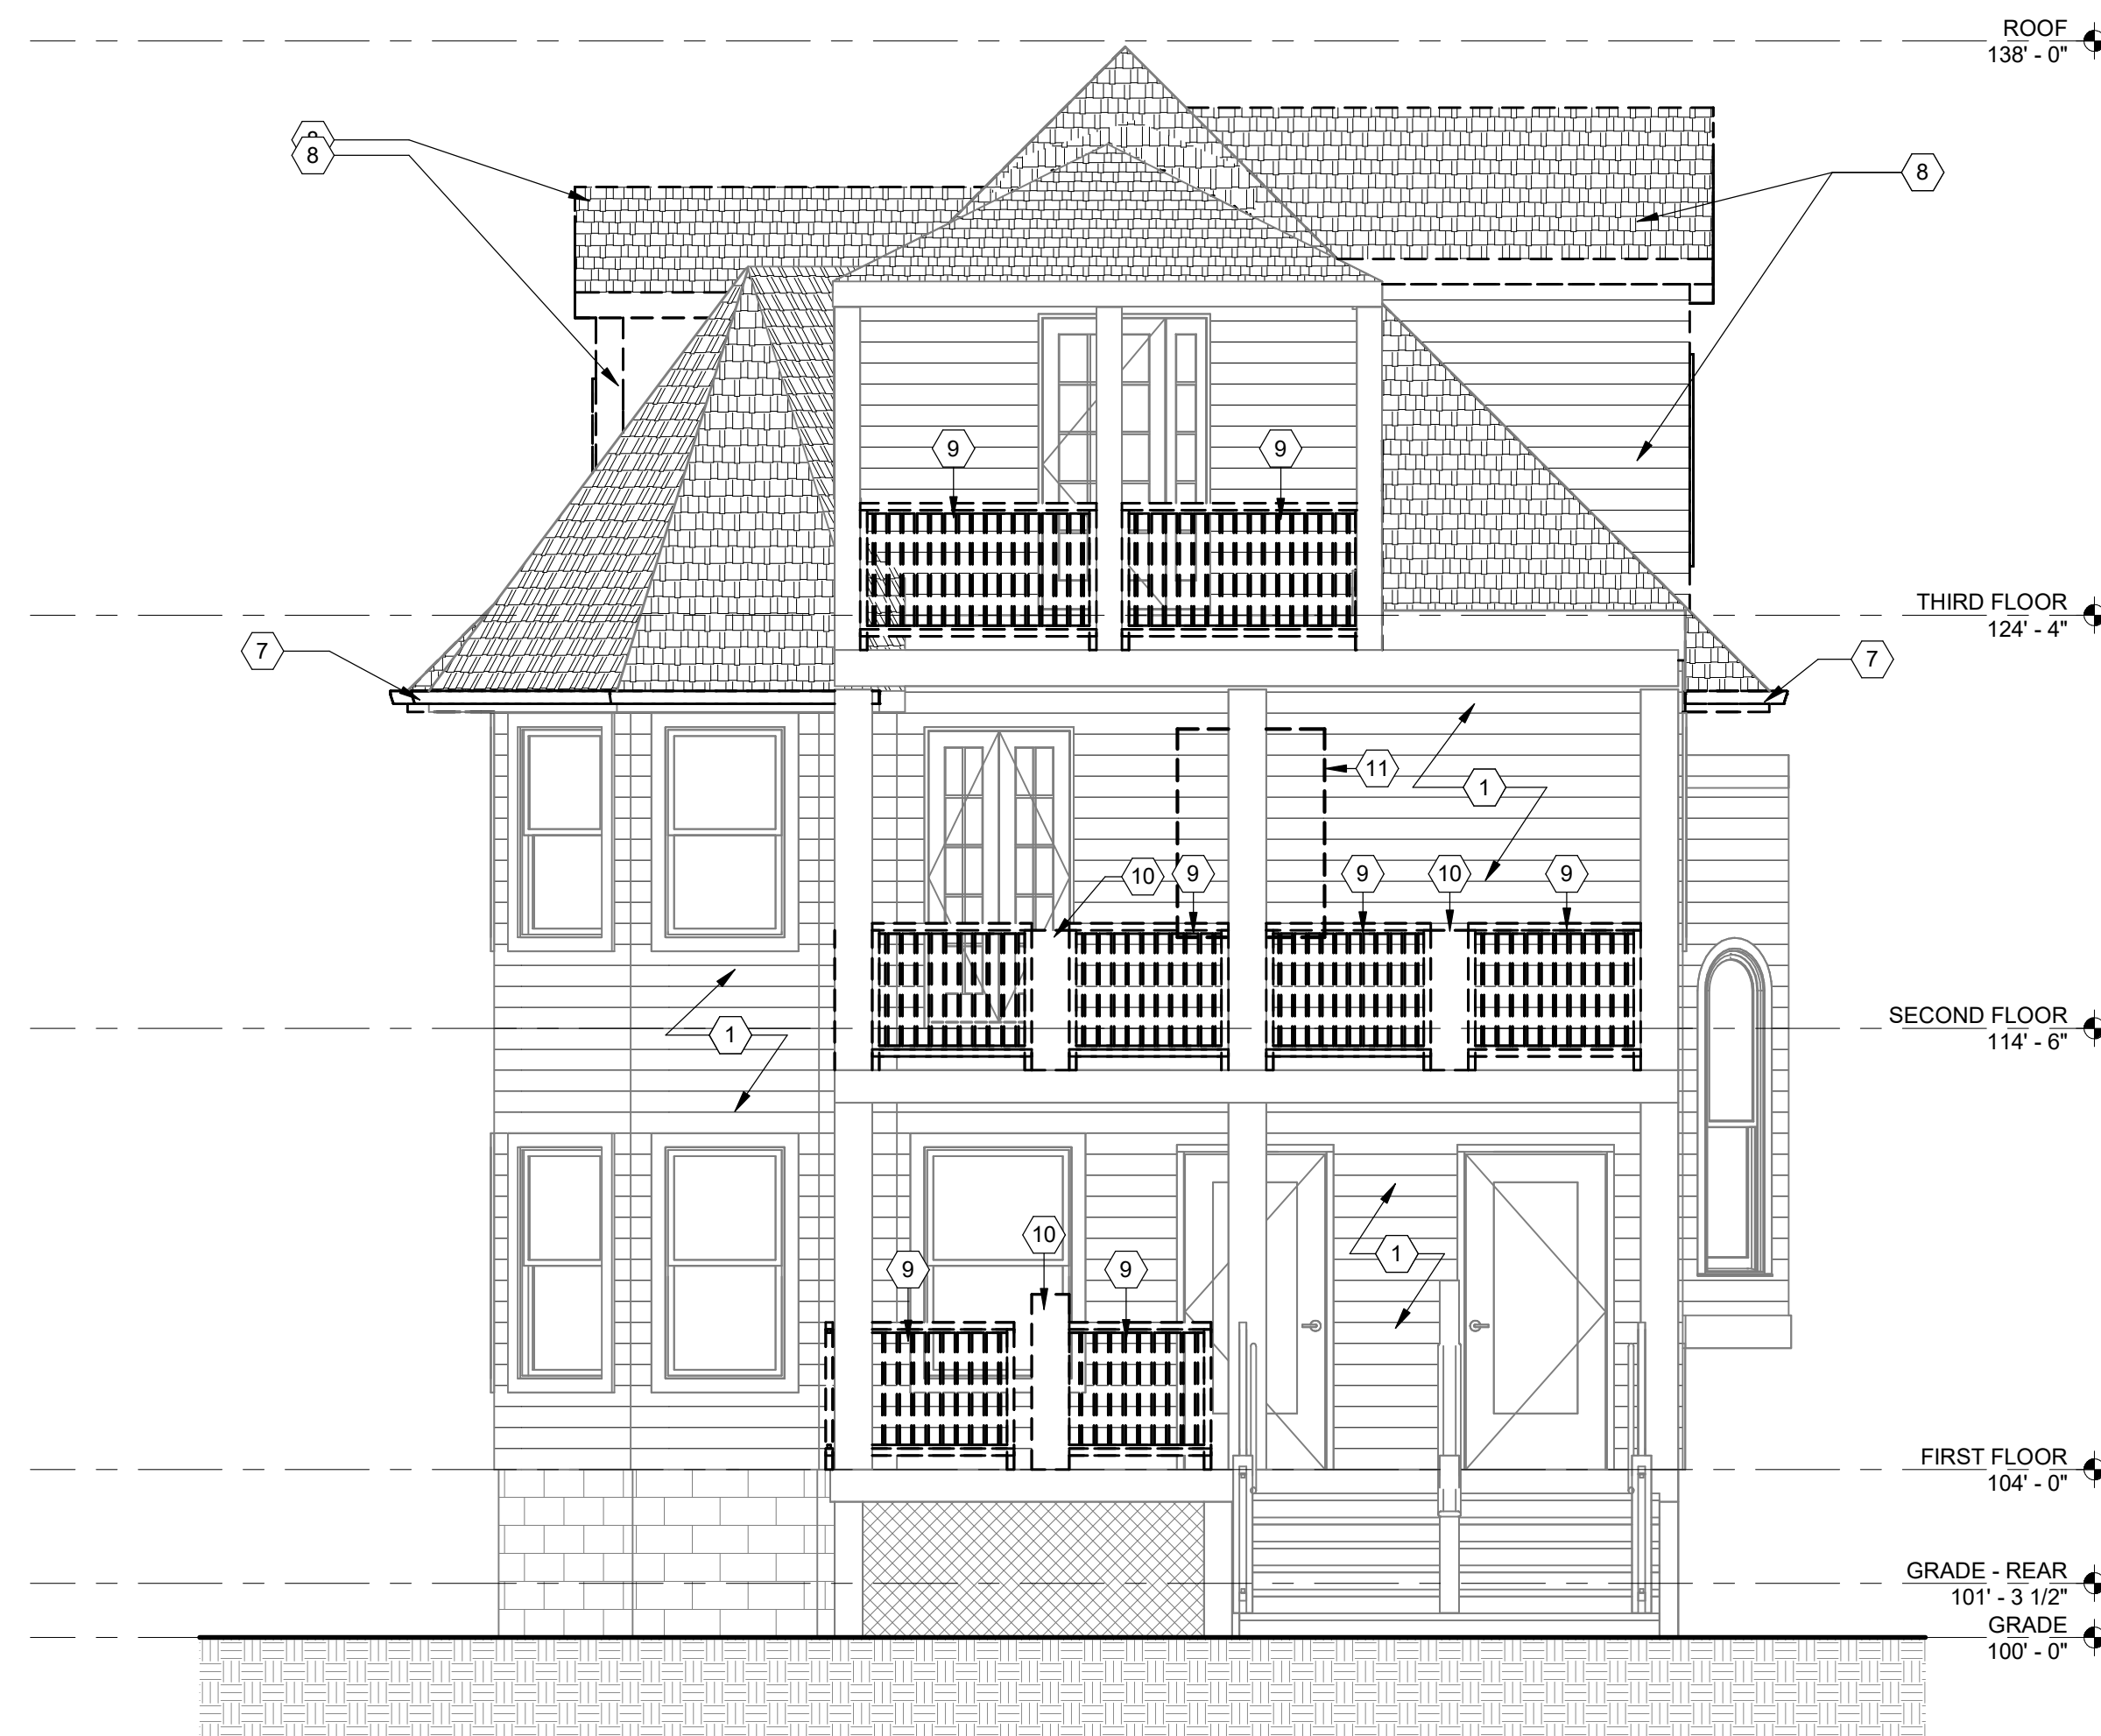 ROOF
138' - 0"
8
8
8
9
9
THIRD FLOOR
124' - 4"
7
7
11
1
10
9
9
10
9
SECOND FLOOR
114' - 6"
1
10
1
9
9
FIRST FLOOR
104' - 0"
GRADE - REAR
101' - 3 1/2"
GRADE
100' - 0"